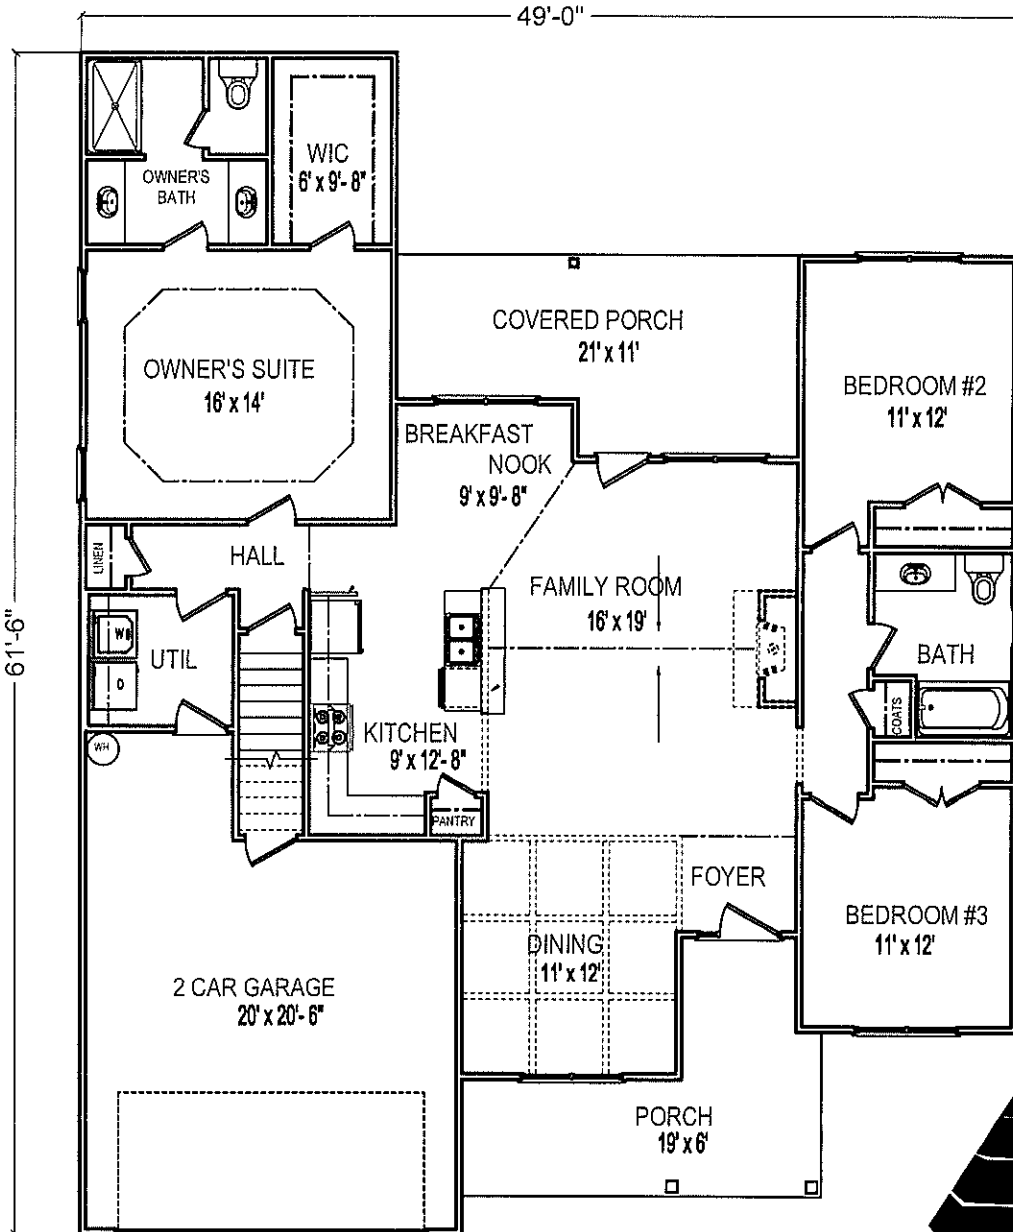 49'-0"
61'-6"
WIC
6' x 9'- 8"
OWNER'S
BATH
COVERED PORCH
21' x 11'
OWNER'S SUITE
16' x 14'
BEDROOM #2
11' x 12'
BREAKFAST
NOOK
9' x 9'- 8"
LINEN
HALL
FAMILY ROOM
16' x 19'
W
UTIL
BATH
D
COATS
WH
KITCHEN
9' x 12'- 8"
PANTRY
FOYER
BEDROOM #3
11' x 12'
DINING
11' x 12'
2 CAR GARAGE
20' x 20'- 6"
PORCH
19' x 6'